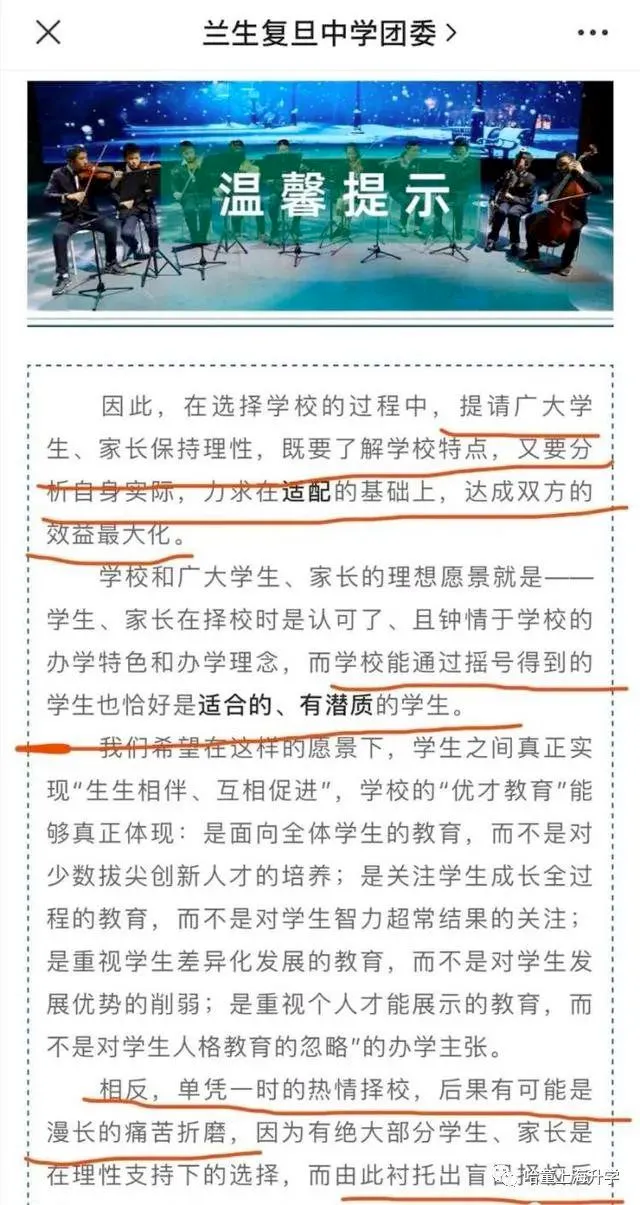 兰生复旦中学团委
温馨提示
因此，在选择学校的过程中，提请广大学
生、家长保持理性，既要了解学校特点，又要分
析自身实际，力求在适配的基础上，达成双方的
效益最大化。
学校和广大学生、家长的理想愿景就是——
学生、家长在择校时是认可了、且钟情于学校的
办学特色和办学理念，而学校能通过摇号得到的
学生也恰好是适合的、有潜质的学生。
我们希望在这样的愿景下，学生之间真正实
现“生生相伴、互相促进”，学校的“优才教育”能
够真正体现：是面向全体学生的教育，而不是对
少数拔尖创新人才的培养；是关注学生成长全过
程的教育，而不是对学生智力超常结果的关注；
是重视学生差异化发展的教育，而不是对学生发
展优势的削弱；是重视个人才能展示的教育，而
不是对学生人格教育的忽略”的办学主张。
相反，单凭一时的热情择校，后果有可能是
漫长的痛苦折磨，因为有绝大部分学生、家长是
在理性支持下的选择，而由此衬托出盲
哈童上海升学